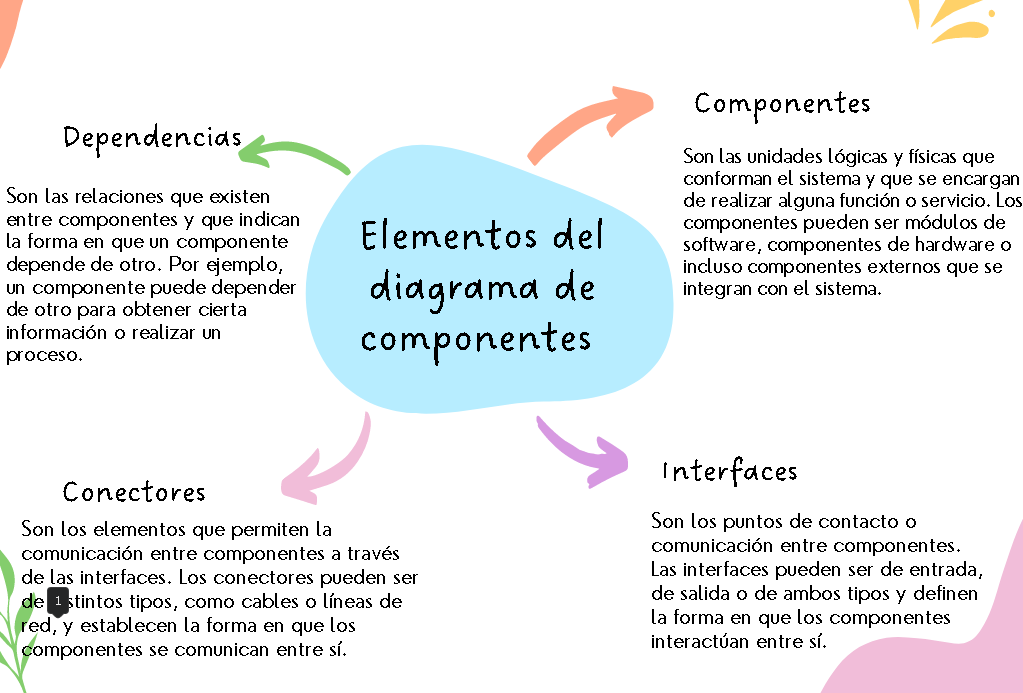 Elementos del
diagrama de
componentes
Dependencias
Son las relaciones que existen
entre componentes y que indican
la forma en que un componente
depende de otro. Por ejemplo,
un componente puede depender
de otro para obtener cierta
información o realizar un
proceso.
Componentes
Son las unidades lógicas y físicas que
conforman el sistema y que se encargan
de realizar alguna función o servicio. Los
componentes pueden ser módulos de
software, componentes de hardware o
incluso componentes externos que se
integran con el sistema.
Conectores
Son los elementos que permiten la
comunicación entre componentes a través
de las interfaces. Los conectores pueden ser
de 1 stintos tipos, como cables o líneas de
red, y establecen la forma en que los
componentes se comunican entre sí.
Interfaces
Son los puntos de contacto o
comunicación entre componentes.
Las interfaces pueden ser de entrada,
de salida o de ambos tipos y definen
la forma en que los componentes
interactúan entre sí.